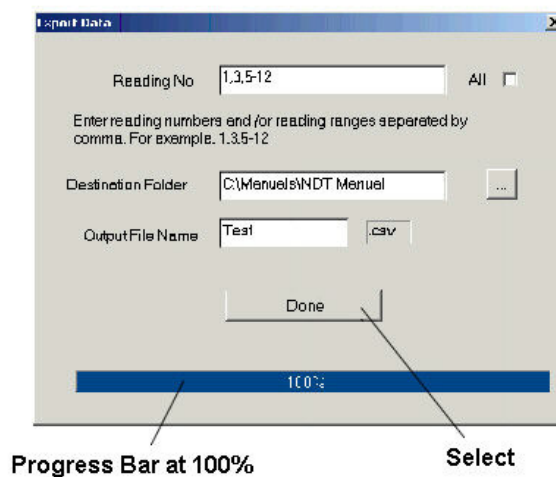 Export Data
Reading No 1,3,5-12 All
Enter reading numbers and /or reading ranges separated by
comma. For example. 1,3,5-12
Destination Folder C:\Manuels\NDT Manual ...
Output File Name Test .csv
Done
100%
Progress Bar at 100% Select